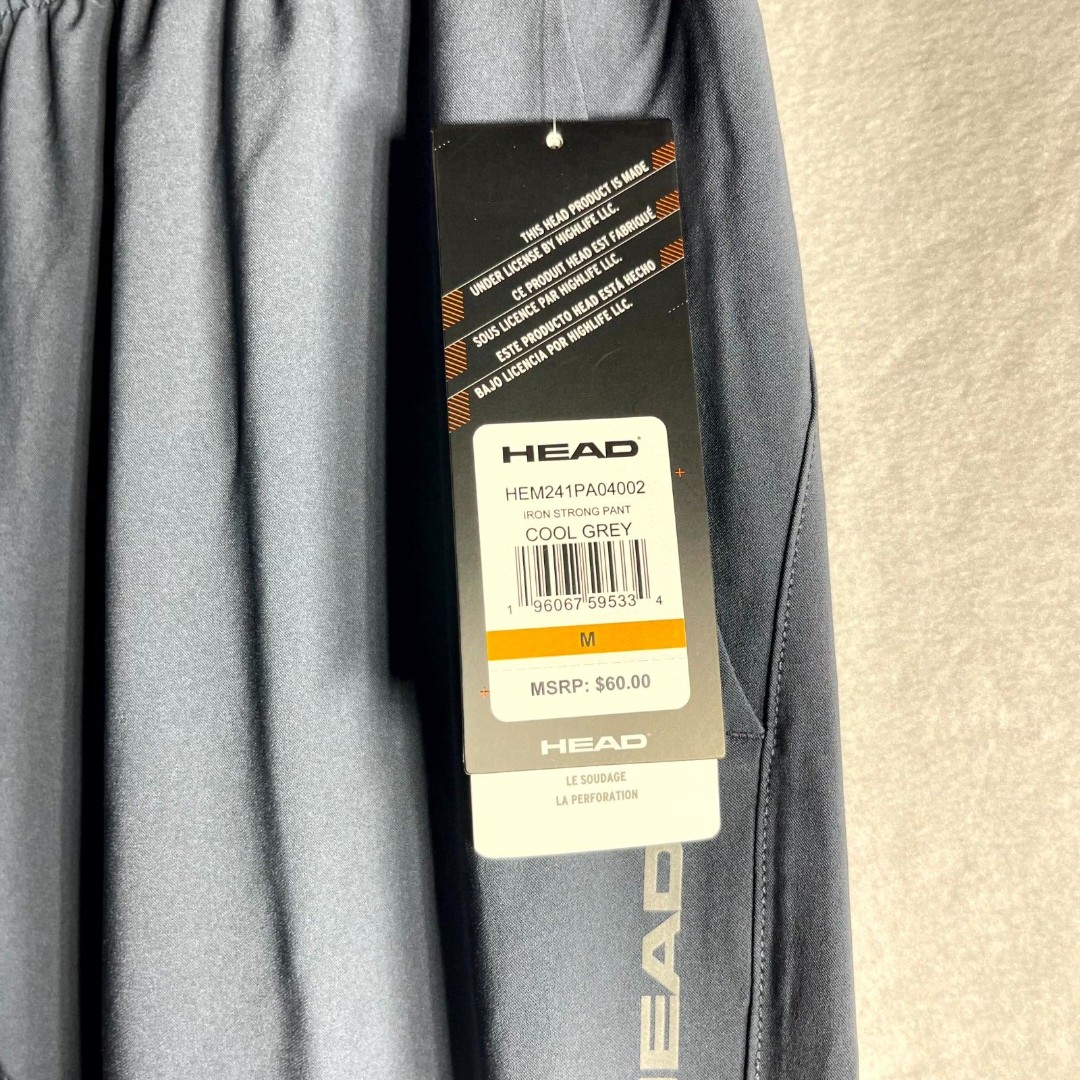 THIS HEAD PRODUCT IS MADE
UNDER LICENSE BY HIGHLIFE LLC.
CE PRODUIT HEAD EST FABRIQUÉ
SOUS LICENCE PAR HIGHLIFE LLC.
ESTE PRODUCTO HEAD ESTÁ HECHO
BAJO LICENCIA POR HIGHLIFE LLC.
HEAD
HEM241PA04002
IRON STRONG PANT
COOL GREY
1 96067 59533 4
M
MSRP: $60.00
HEAD
LE SOUDAGE
LA PERFORATION
HEAD